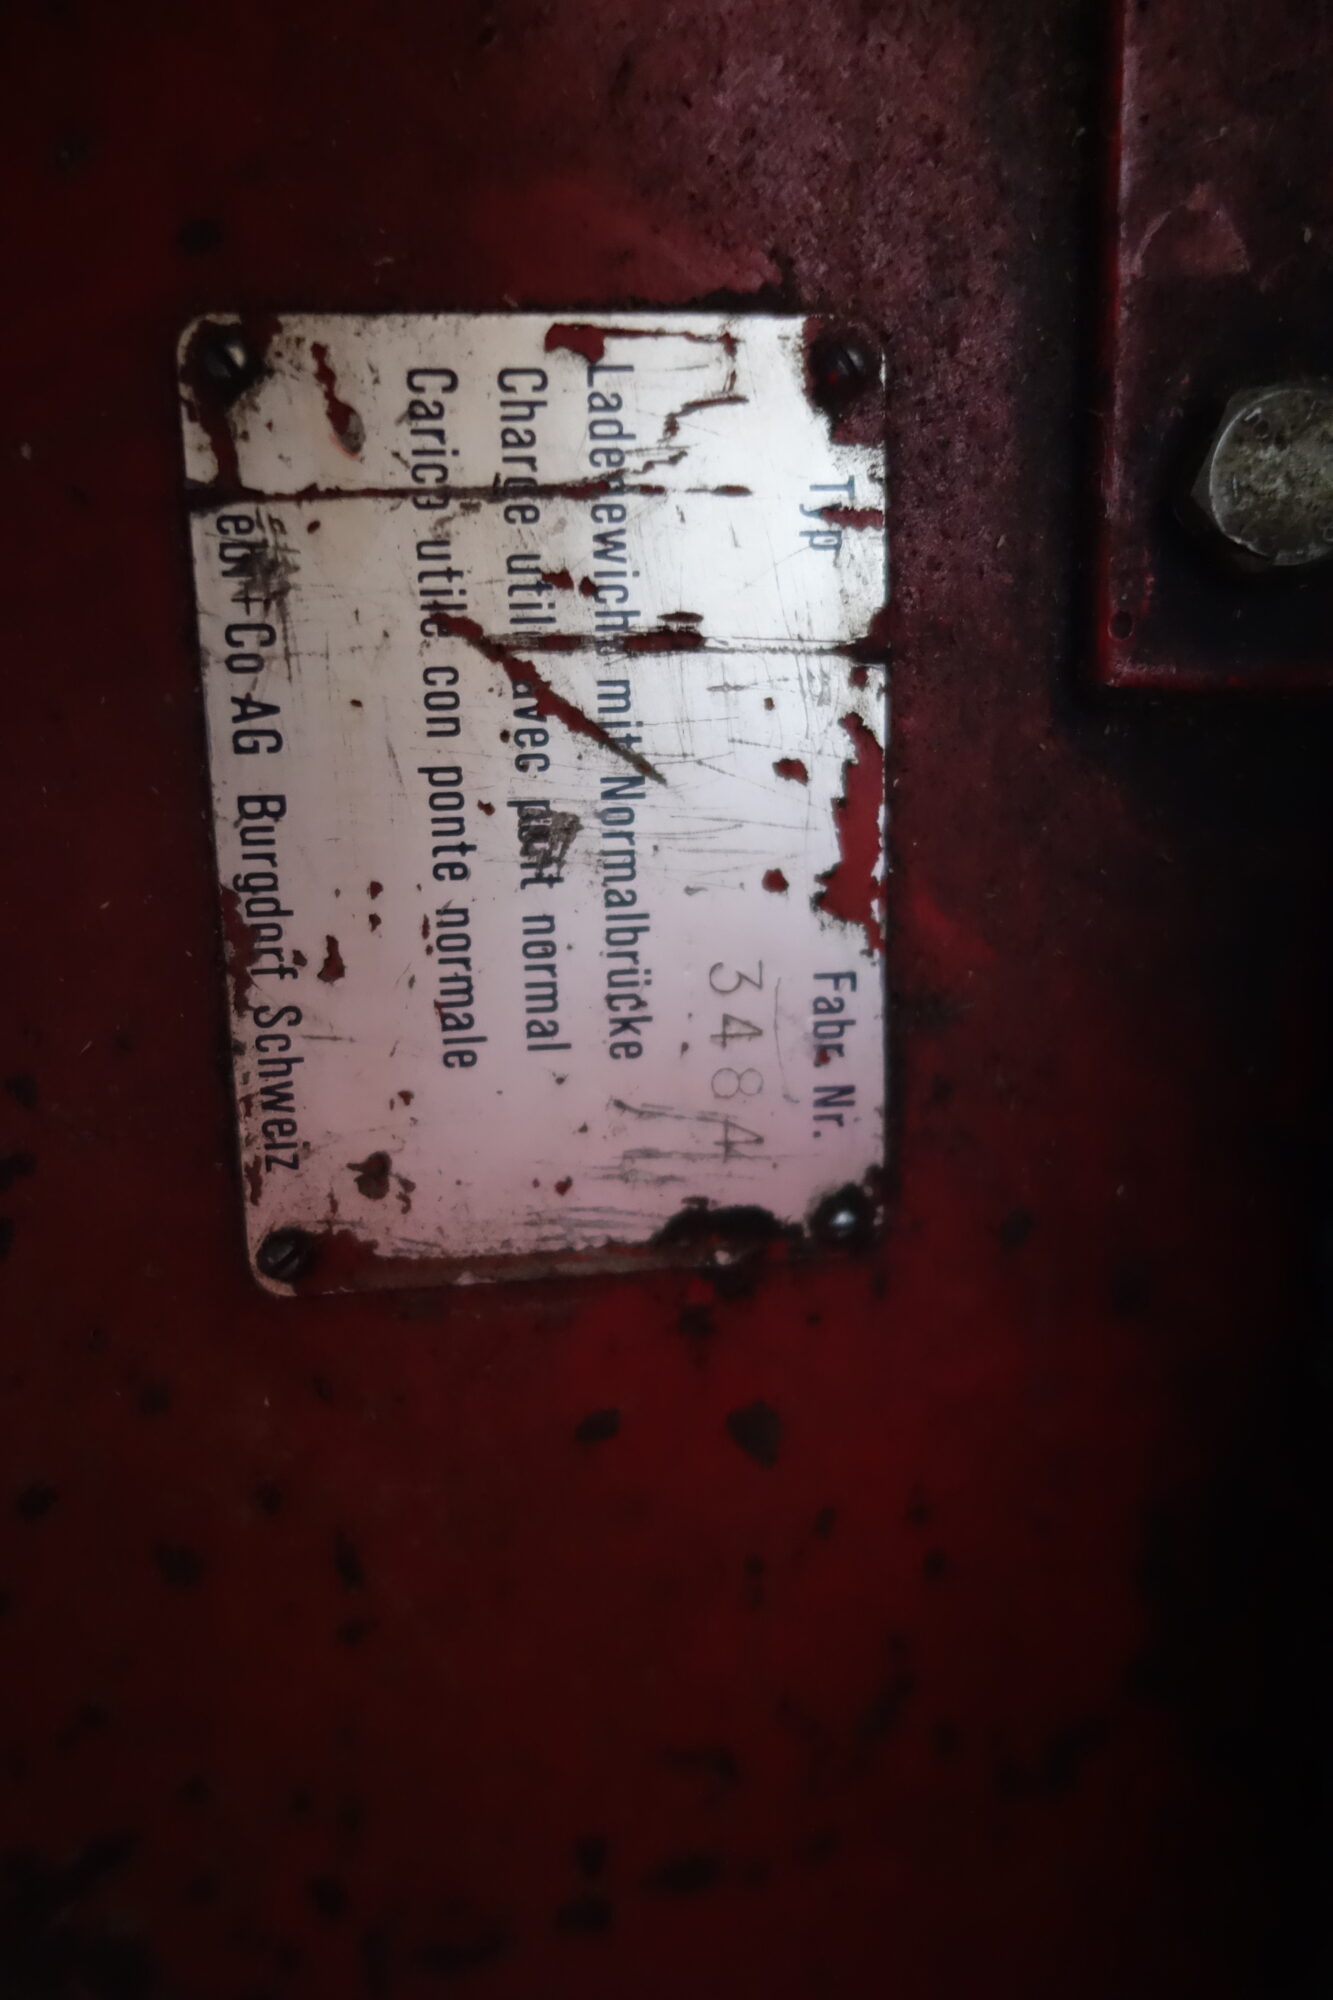 Typ Fabr. Nr.
3484
Ladegewicht mit Normalbrücke
Charge utile avec pont normal
Carico utile con ponte normale
Co AG Burgdorf Schweiz